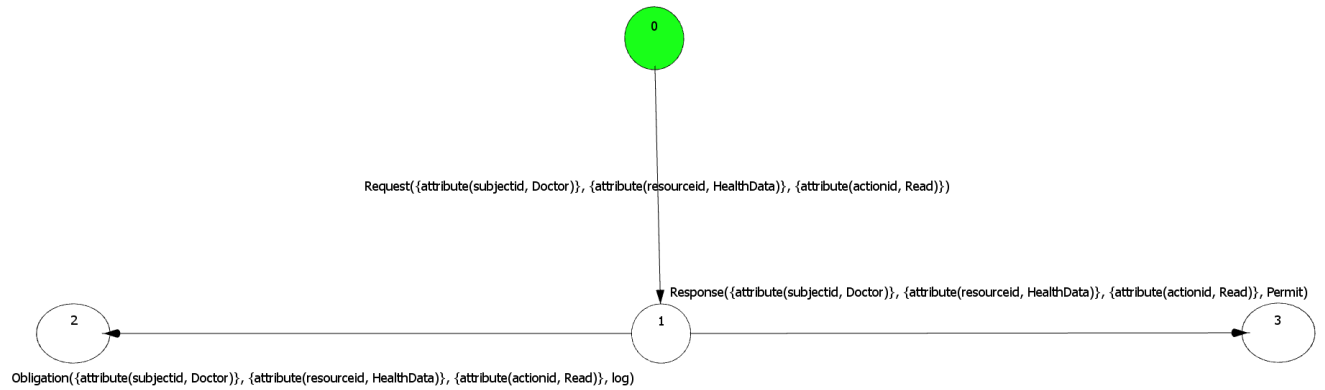 0
Request({attribute(subjectid, Doctor)}, {attribute(resourceid, HealthData)}, {attribute(actionid, Read)})
Response({attribute(subjectid, Doctor)}, {attribute(resourceid, HealthData)}, {attribute(actionid, Read)}, Permit)
2
1
3
Obligation({attribute(subjectid, Doctor)}, {attribute(resourceid, HealthData)}, {attribute(actionid, Read)}, log)